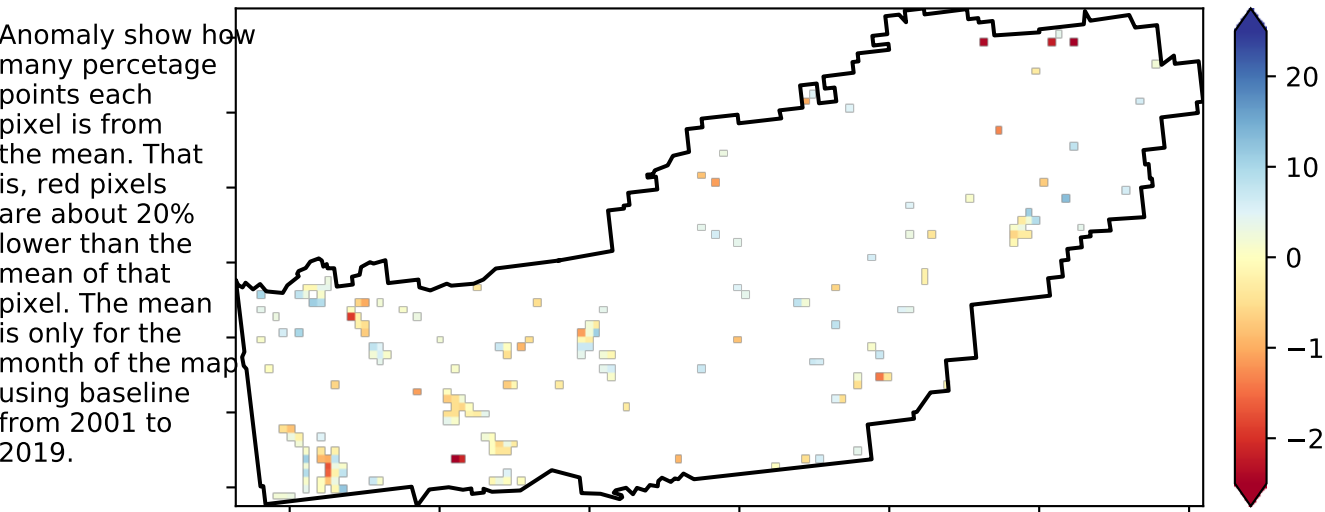 Anomaly show how
many percetage
points each
pixel is from
the mean. That
is, red pixels
are about 20%
lower than the
mean of that
pixel. The mean
is only for the
month of the map
using baseline
from 2001 to
2019.
20
10
0
−1
−2